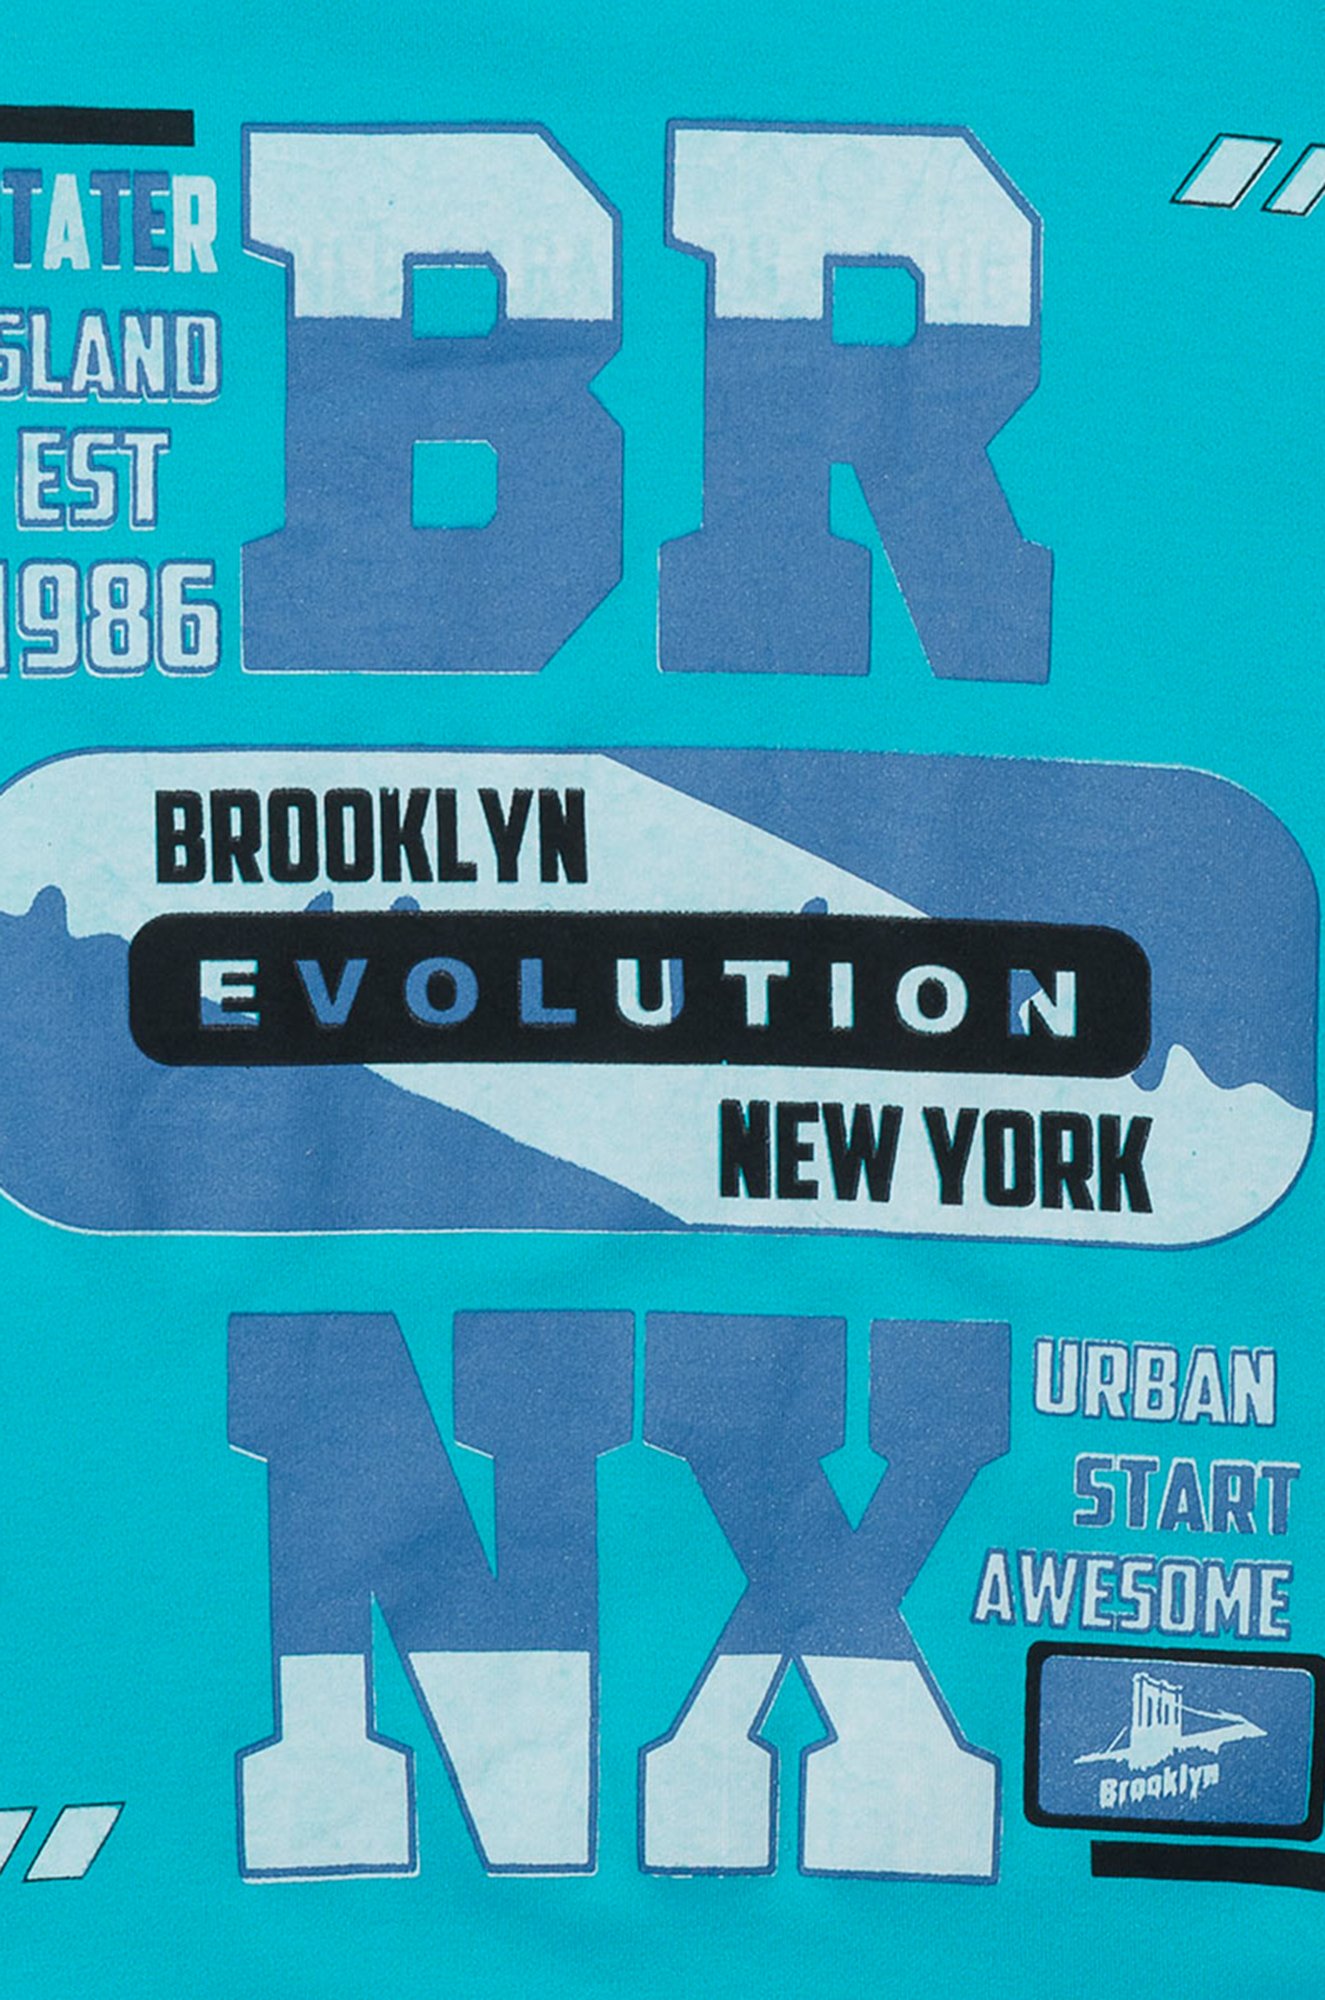 TATER
SLAND
EST
1986
BR
BROOKLYN
EVOLUTION
NEW YORK
NX
URBAN
START
AWESOME
Brooklyn